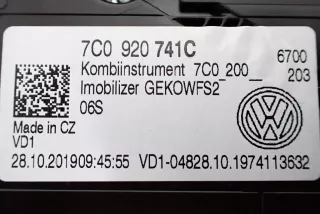 7C0 920 741C
Kombiinstrument 7C0_200__
6700
203
Imobilizer GEKOWFS2
06S
Made in CZ
VD1
28.10.201909:45:55 VD1-04828.10.1974113632